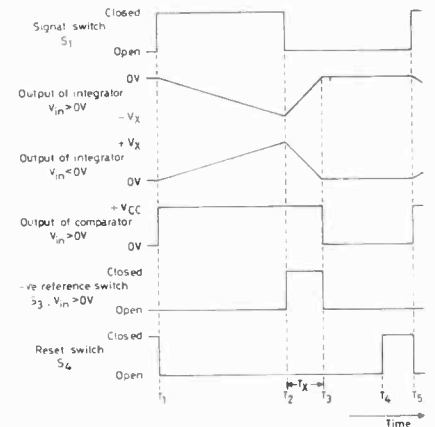 Closed
Signal switch
S1
Open
0V
Output of integrator
Vin>0V
-VX
+VX
Output of integrator
Vin<0V
0V
+VCC
Output of comparator
Vin>0V
0V
Closed
-ve reference switch
S3. Vin>0V
Open
Closed
Reset switch
S4
Open
T1
T2
TX
T3
T4
T5
Time